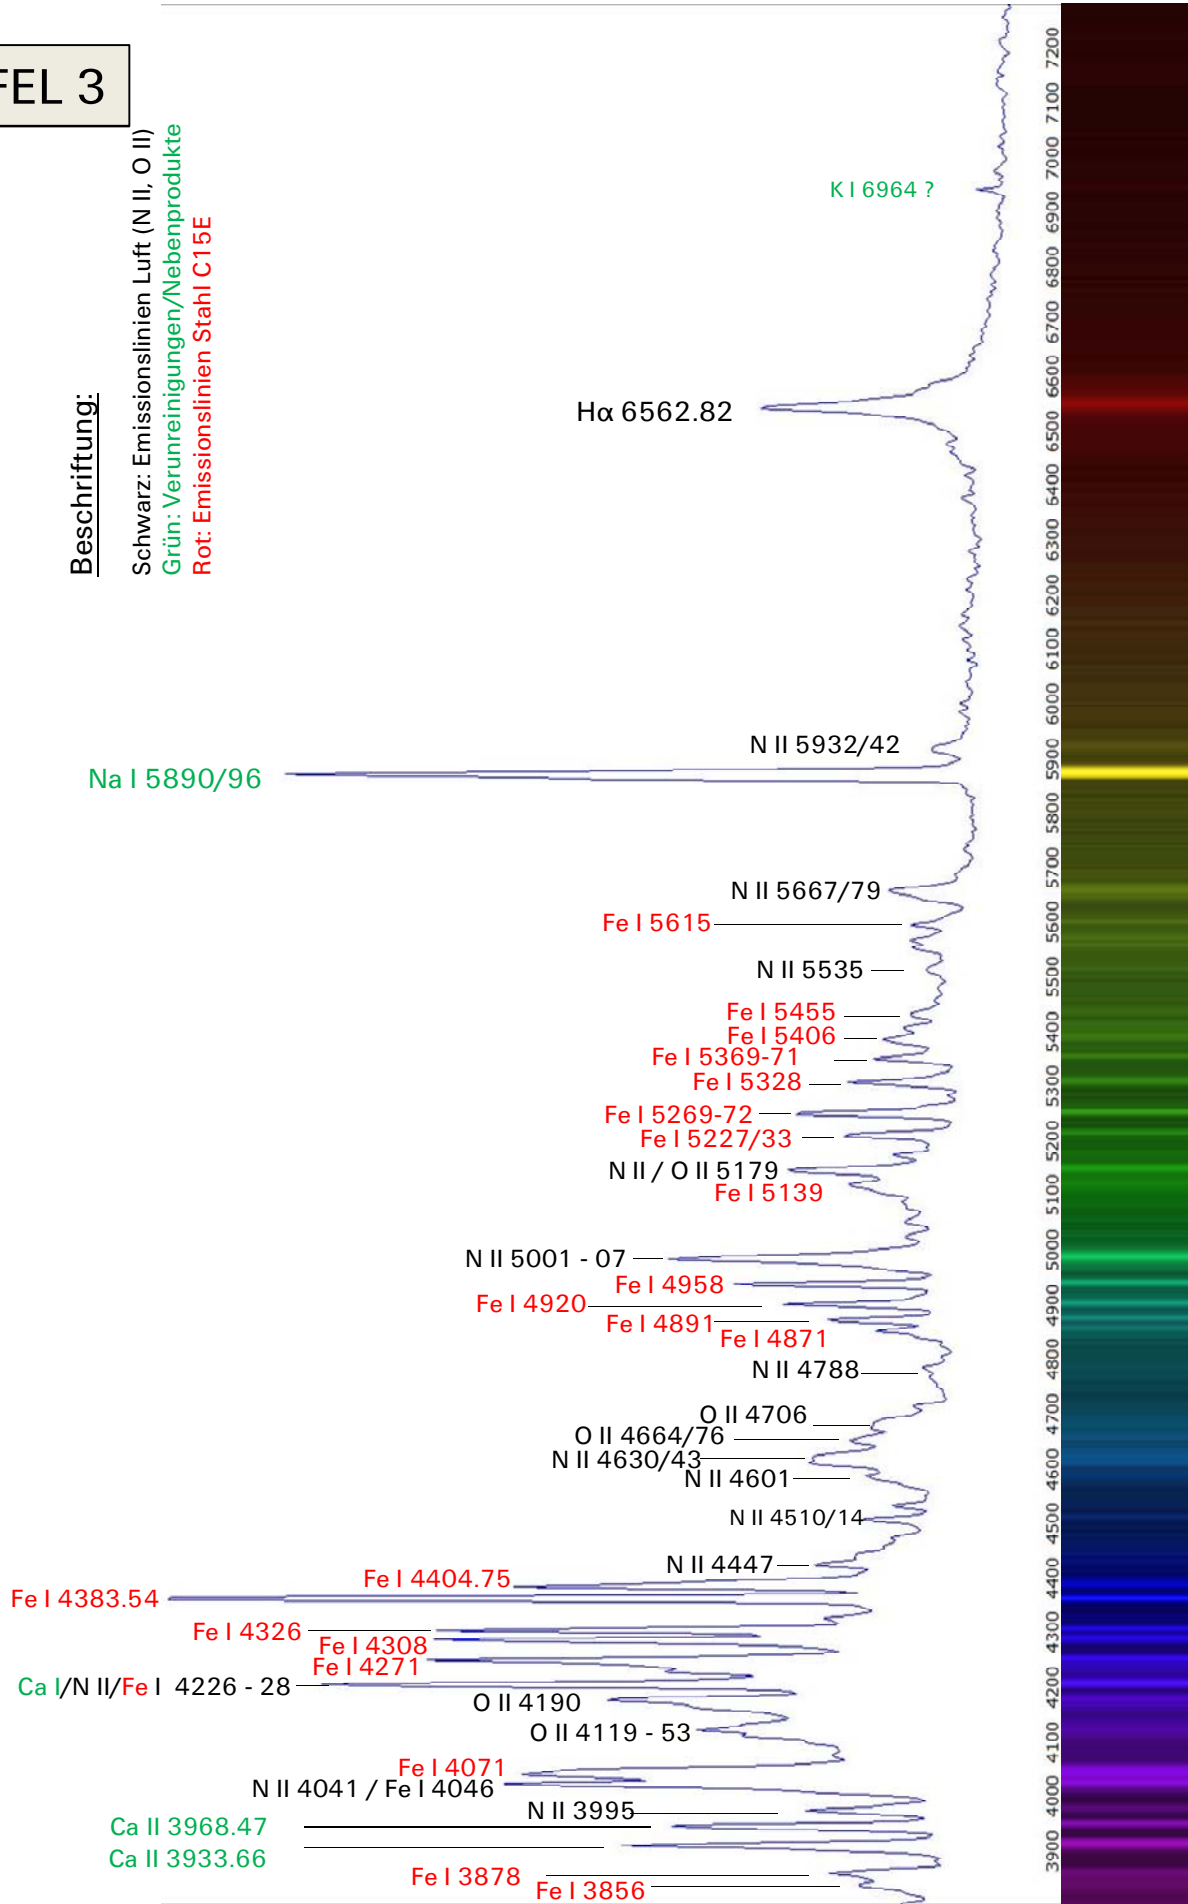 FEL 3
Beschriftung:
Schwarz: Emissionslinien Luft (N II, O II)
Grün: Verunreinigungen/Nebenprodukte
Rot: Emissionslinien Stahl C15E
K I 6964 ?
Hα 6562.82
N II 5932/42
Na I 5890/96
N II 5667/79
Fe I 5615
N II 5535
Fe I 5455
Fe I 5406
Fe I 5369-71
Fe I 5328
Fe I 5269-72
Fe I 5227/33
N II / O II 5179
Fe I 5139
N II 5001 - 07
Fe I 4958
Fe I 4920
Fe I 4891
Fe I 4871
N II 4788
O II 4706
O II 4664/76
N II 4630/43
N II 4601
N II 4510/14
N II 4447
Fe I 4404.75
Fe I 4383.54
Fe I 4326
Fe I 4308
Fe I 4271
Ca I/N II/Fe I 4226 - 28
O II 4190
O II 4119 - 53
Fe I 4071
N II 4041 / Fe I 4046
N II 3995
Ca II 3968.47
Ca II 3933.66
Fe I 3878
Fe I 3856
7200
7100
7000
6900
6800
6700
6600
6500
6400
6300
6200
6100
6000
5900
5800
5700
5600
5500
5400
5300
5200
5100
5000
4900
4800
4700
4600
4500
4400
4300
4200
4100
4000
3900